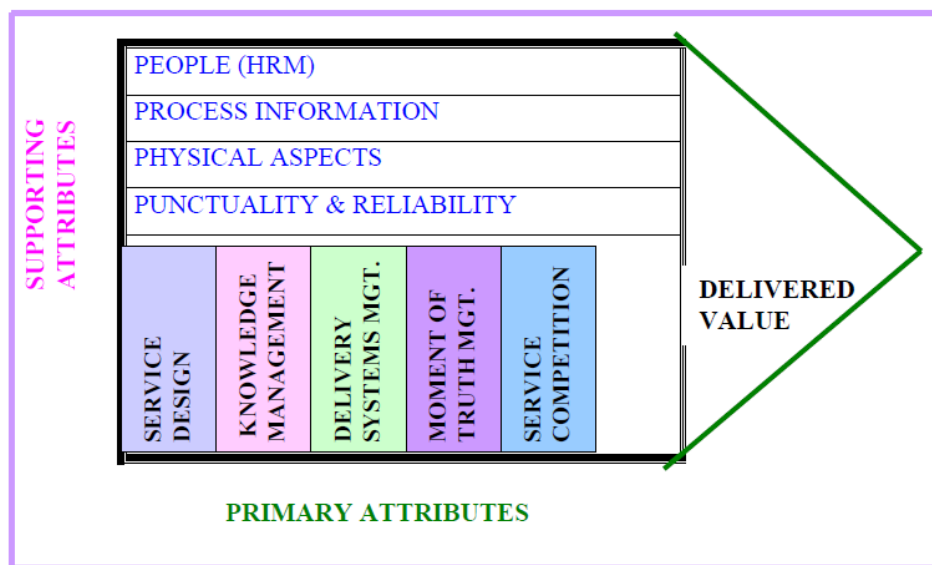 SUPPORTING
ATTRIBUTES
PEOPLE (HRM)
PROCESS INFORMATION
PHYSICAL ASPECTS
PUNCTUALITY & RELIABILITY
SERVICE
DESIGN
KNOWLEDGE
MANAGEMENT
DELIVERY
SYSTEMS MGT.
MOMENT OF
TRUTH MGT.
SERVICE
COMPETITION
DELIVERED
VALUE
PRIMARY ATTRIBUTES